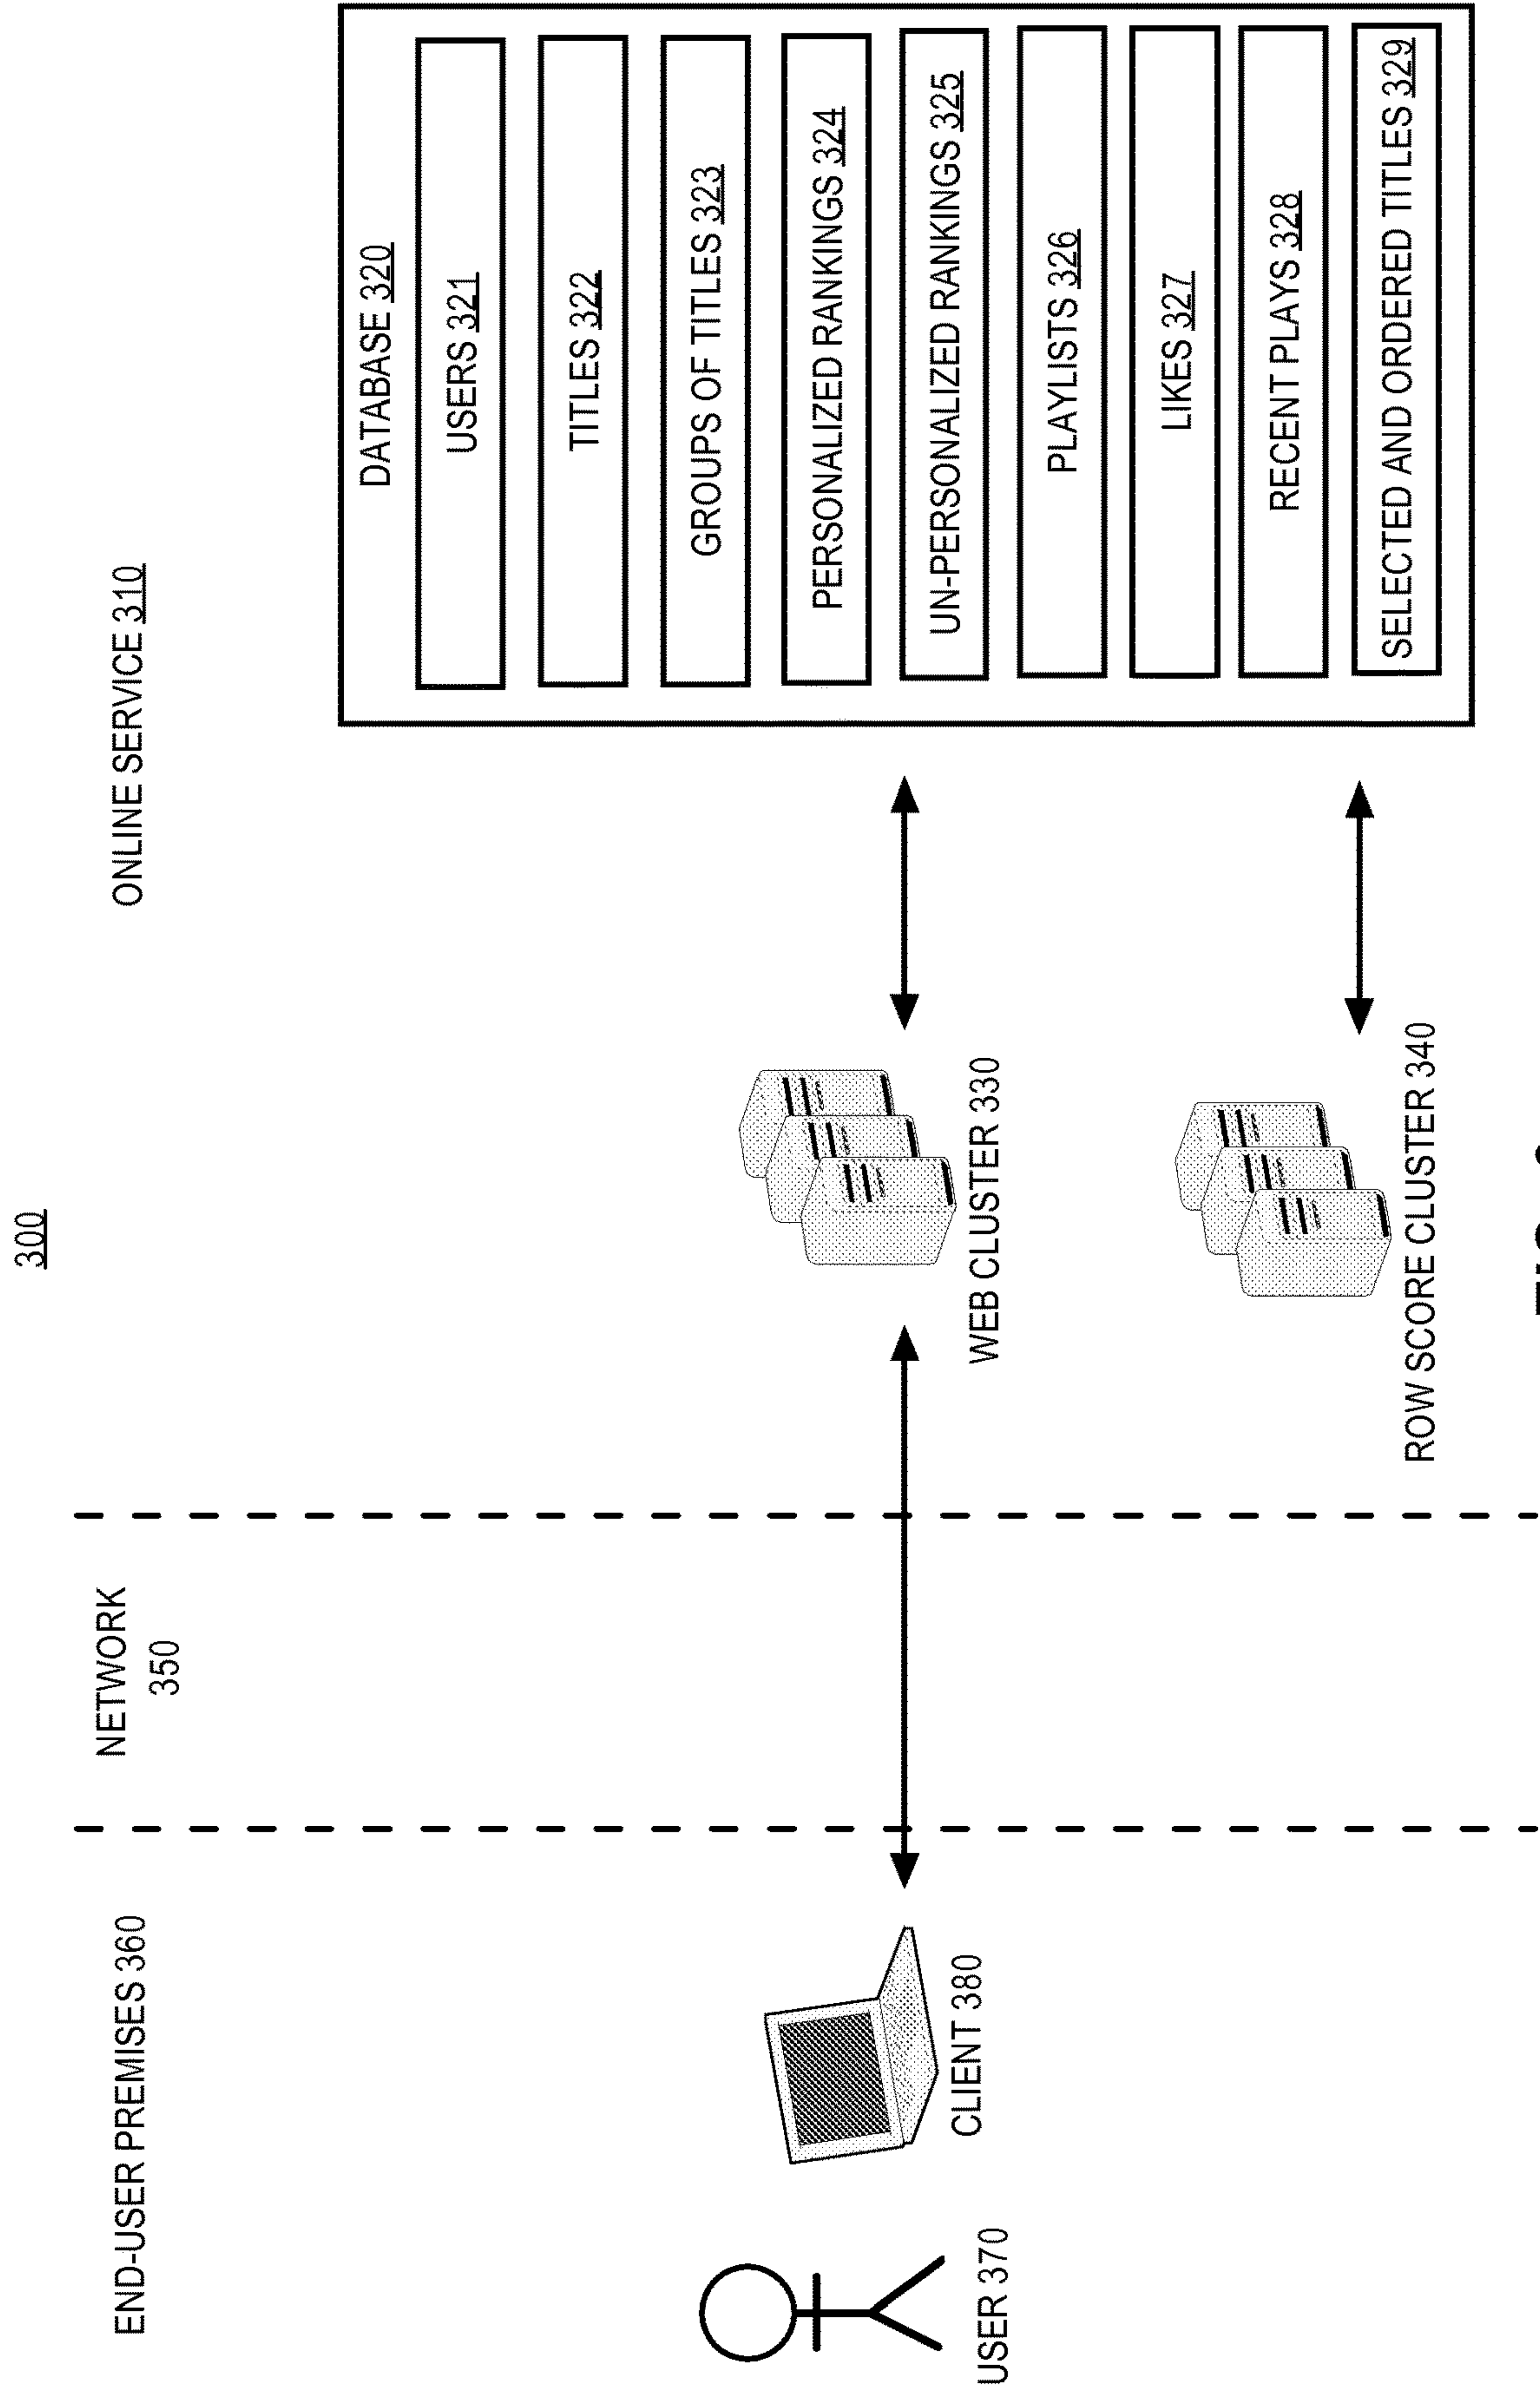 300
END-USER PREMISES 360
NETWORK
350
ONLINE SERVICE 310
DATABASE 320
USERS 321
TITLES 322
GROUPS OF TITLES 323
PERSONALIZED RANKINGS 324
UN-PERSONALIZED RANKINGS 325
PLAYLISTS 326
LIKES 327
RECENT PLAYS 328
SELECTED AND ORDERED TITLES 329
USER 370
CLIENT 380
WEB CLUSTER 330
ROW SCORE CLUSTER 340